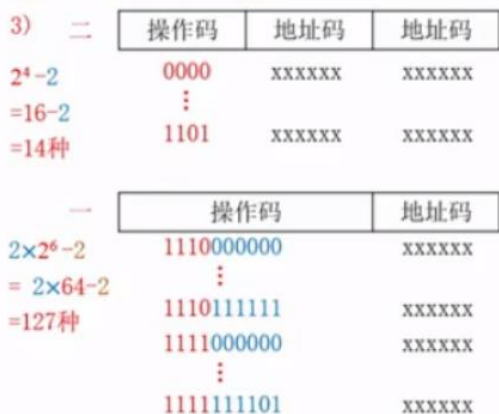 3) 二 操作码 地址码 地址码
2⁴-2 0000 xxxxxx xxxxxx
=16-2 ⋮
=14种 1101 xxxxxx xxxxxx
一 操作码 地址码
2×2⁶-2 1110000000 xxxxxx
= 2×64-2 ⋮
=127种 1110111111 xxxxxx
1111000000 xxxxxx
⋮
1111111101 xxxxxx